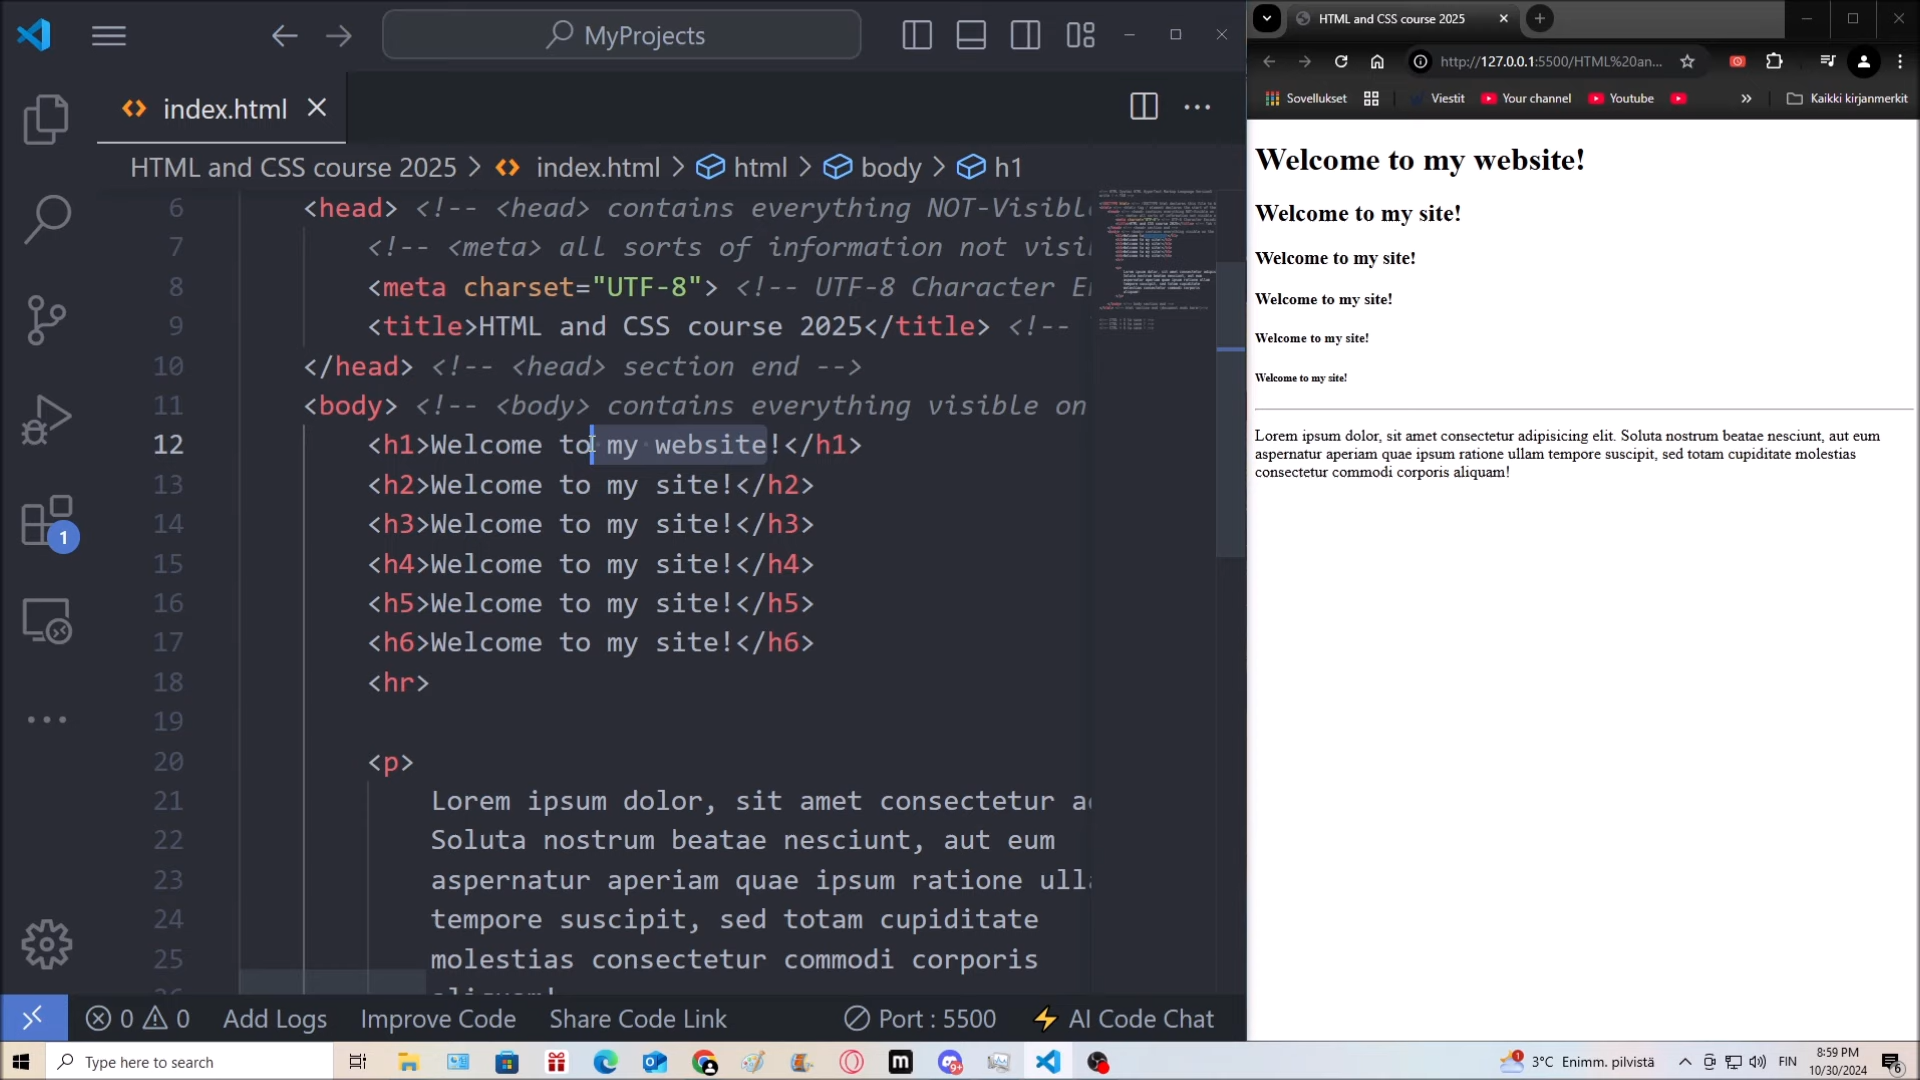 MyProjects
index.html
HTML and CSS course 2025 > index.html > html > body > h1
6 <head> <!-- <head> contains everything NOT-Visibl
7 <!-- <meta> all sorts of information not visi
8 <meta charset="UTF-8"> <!-- UTF-8 Character E
9 <title>HTML and CSS course 2025</title> <!--
10 </head> <!-- <head> section end -->
11 <body> <!-- <body> contains everything visible on
12 <h1>Welcome to my website!</h1>
13 <h2>Welcome to my site!</h2>
14 <h3>Welcome to my site!</h3>
15 <h4>Welcome to my site!</h4>
16 <h5>Welcome to my site!</h5>
17 <h6>Welcome to my site!</h6>
18 <hr>
19
20 <p>
21 Lorem ipsum dolor, sit amet consectetur a
22 Soluta nostrum beatae nesciunt, aut eum
23 aspernatur aperiam quae ipsum ratione ull
24 tempore suscipit, sed totam cupiditate
25 molestias consectetur commodi corporis
1
0 0 Add Logs Improve Code Share Code Link Port : 5500 AI Code Chat
HTML and CSS course 2025
http://127.0.0.1:5500/HTML%20an...
Sovellukset Viestit Your channel Youtube » Kaikki kirjanmerkit
Welcome to my website!
Welcome to my site!
Welcome to my site!
Welcome to my site!
Welcome to my site!
Welcome to my site!
Lorem ipsum dolor, sit amet consectetur adipisicing elit. Soluta nostrum beatae nesciunt, aut eum
aspernatur aperiam quae ipsum ratione ullam tempore suscipit, sed totam cupiditate molestias
consectetur commodi corporis aliquam!
Type here to search
9+
m
1
3°C Enimm. pilvistä
FIN
8:59 PM
10/30/2024
6